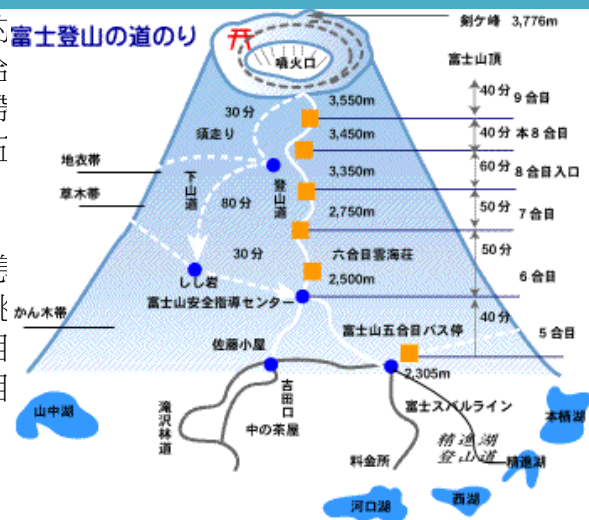 富士登山の道のり
剣ケ峰 3,776m
噴火口
富士山頂
40分
9合目
3,550m
30分
須走り
3,450m
40分
本8合目
地衣帯
3,350m
60分
8合目入口
草木帯
下山道
登山道
80分
2,750m
50分
7合目
30分
六合目雲海荘
50分
しし岩
2,500m
6合目
富士山安全指導センター
かん木帯
40分
富士山五合目バス停
5合目
佐藤小屋
2,305m
山中湖
吉田口
富士スバルライン
本栖湖
滝沢林道
中の茶屋
精進湖
登山道
料金所
精進湖
西湖
河口湖